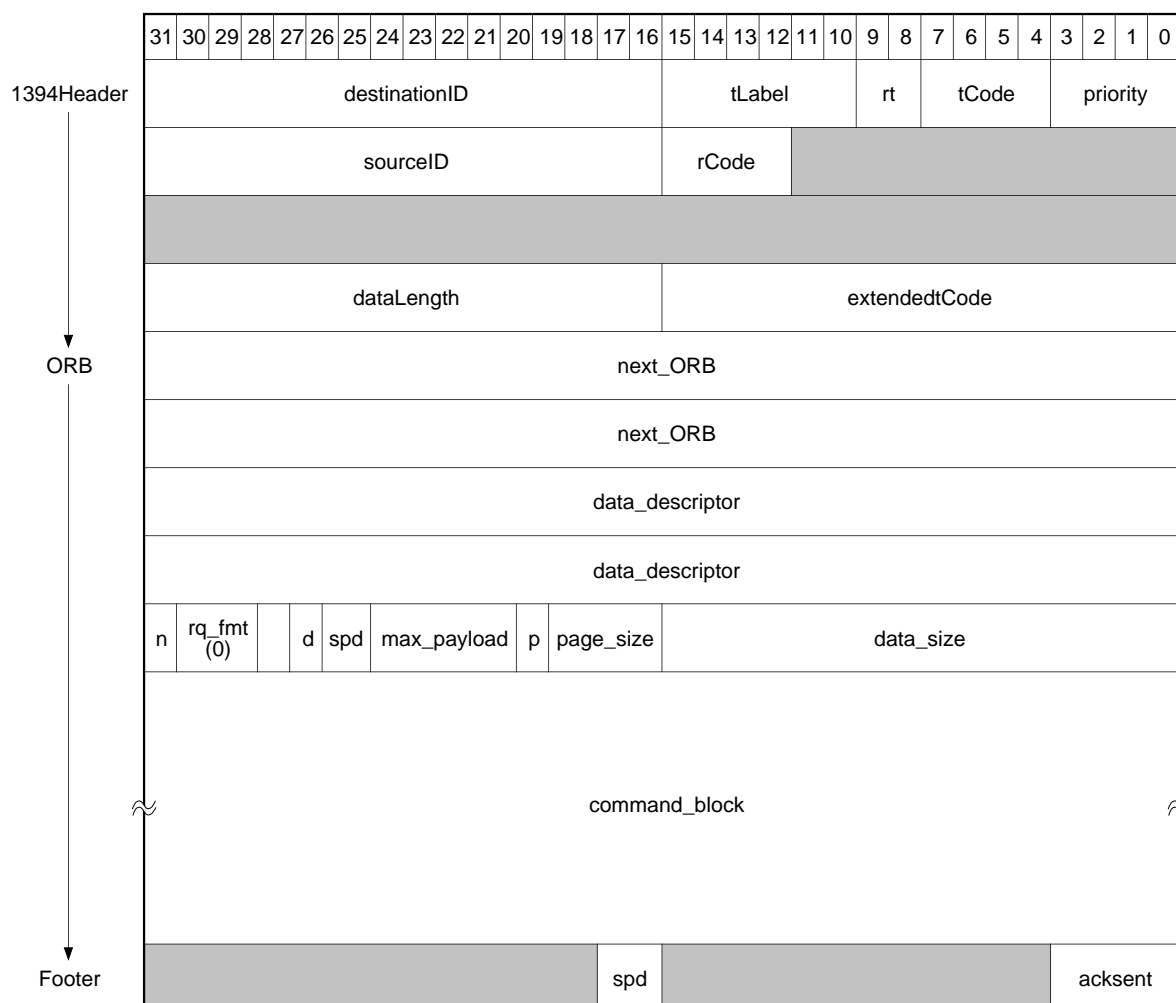 31 30 29 28 27 26 25 24 23 22 21 20 19 18 17 16 15 14 13 12 11 10 9 8 7 6 5 4 3 2 1 0
1394Header destinationID tLabel rt tCode priority
sourceID rCode
dataLength extendedtCode
ORB next_ORB
next_ORB
data_descriptor
data_descriptor
n rq_fmt d spd max_payload p page_size data_size
(0)
command_block
Footer spd acksent